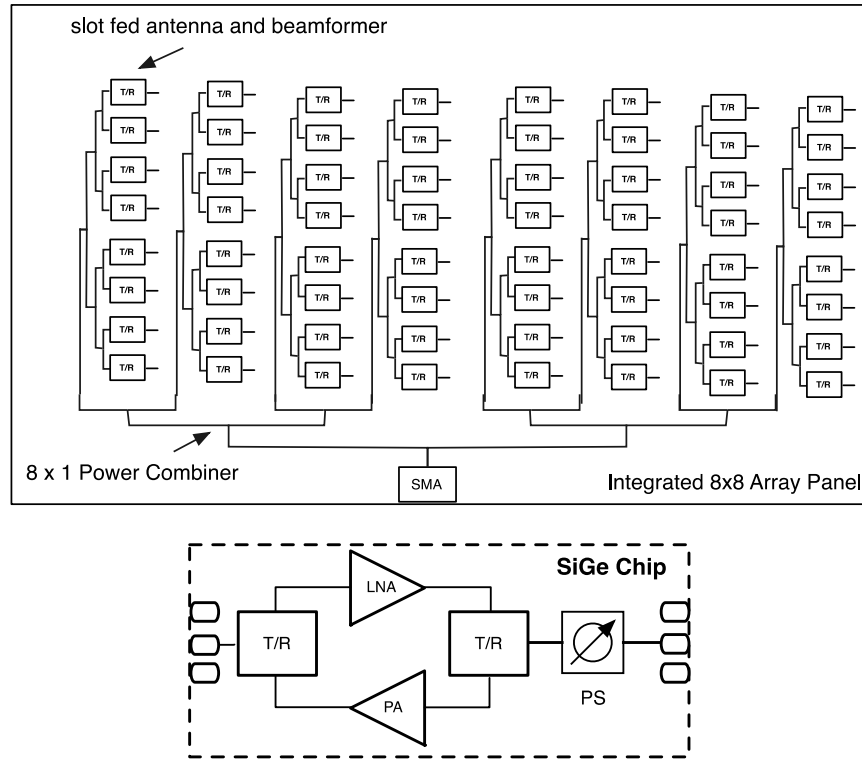 slot fed antenna and beamformer
T/R T/R T/R T/R T/R T/R T/R T/R
T/R T/R T/R T/R T/R T/R T/R T/R
T/R T/R T/R T/R T/R T/R T/R T/R
T/R T/R T/R T/R T/R T/R T/R T/R
T/R T/R T/R T/R T/R T/R T/R T/R
T/R T/R T/R T/R T/R T/R T/R T/R
T/R T/R T/R T/R T/R T/R T/R T/R
T/R T/R T/R T/R T/R T/R T/R T/R
8 x 1 Power Combiner
SMA
Integrated 8x8 Array Panel
SiGe Chip
LNA
T/R
T/R
PS
PA